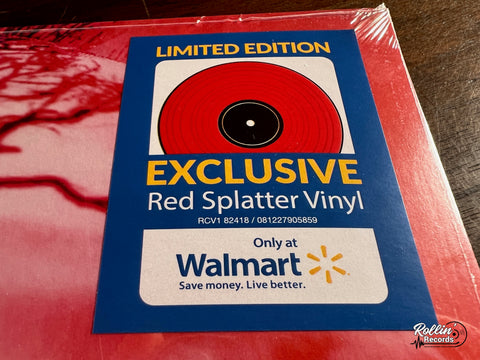 LIMITED EDITION
EXCLUSIVE
Red Splatter Vinyl
RCV1 82418 / 081227905859
Only at
Walmart
Save money. Live better.
Rollin'
Records